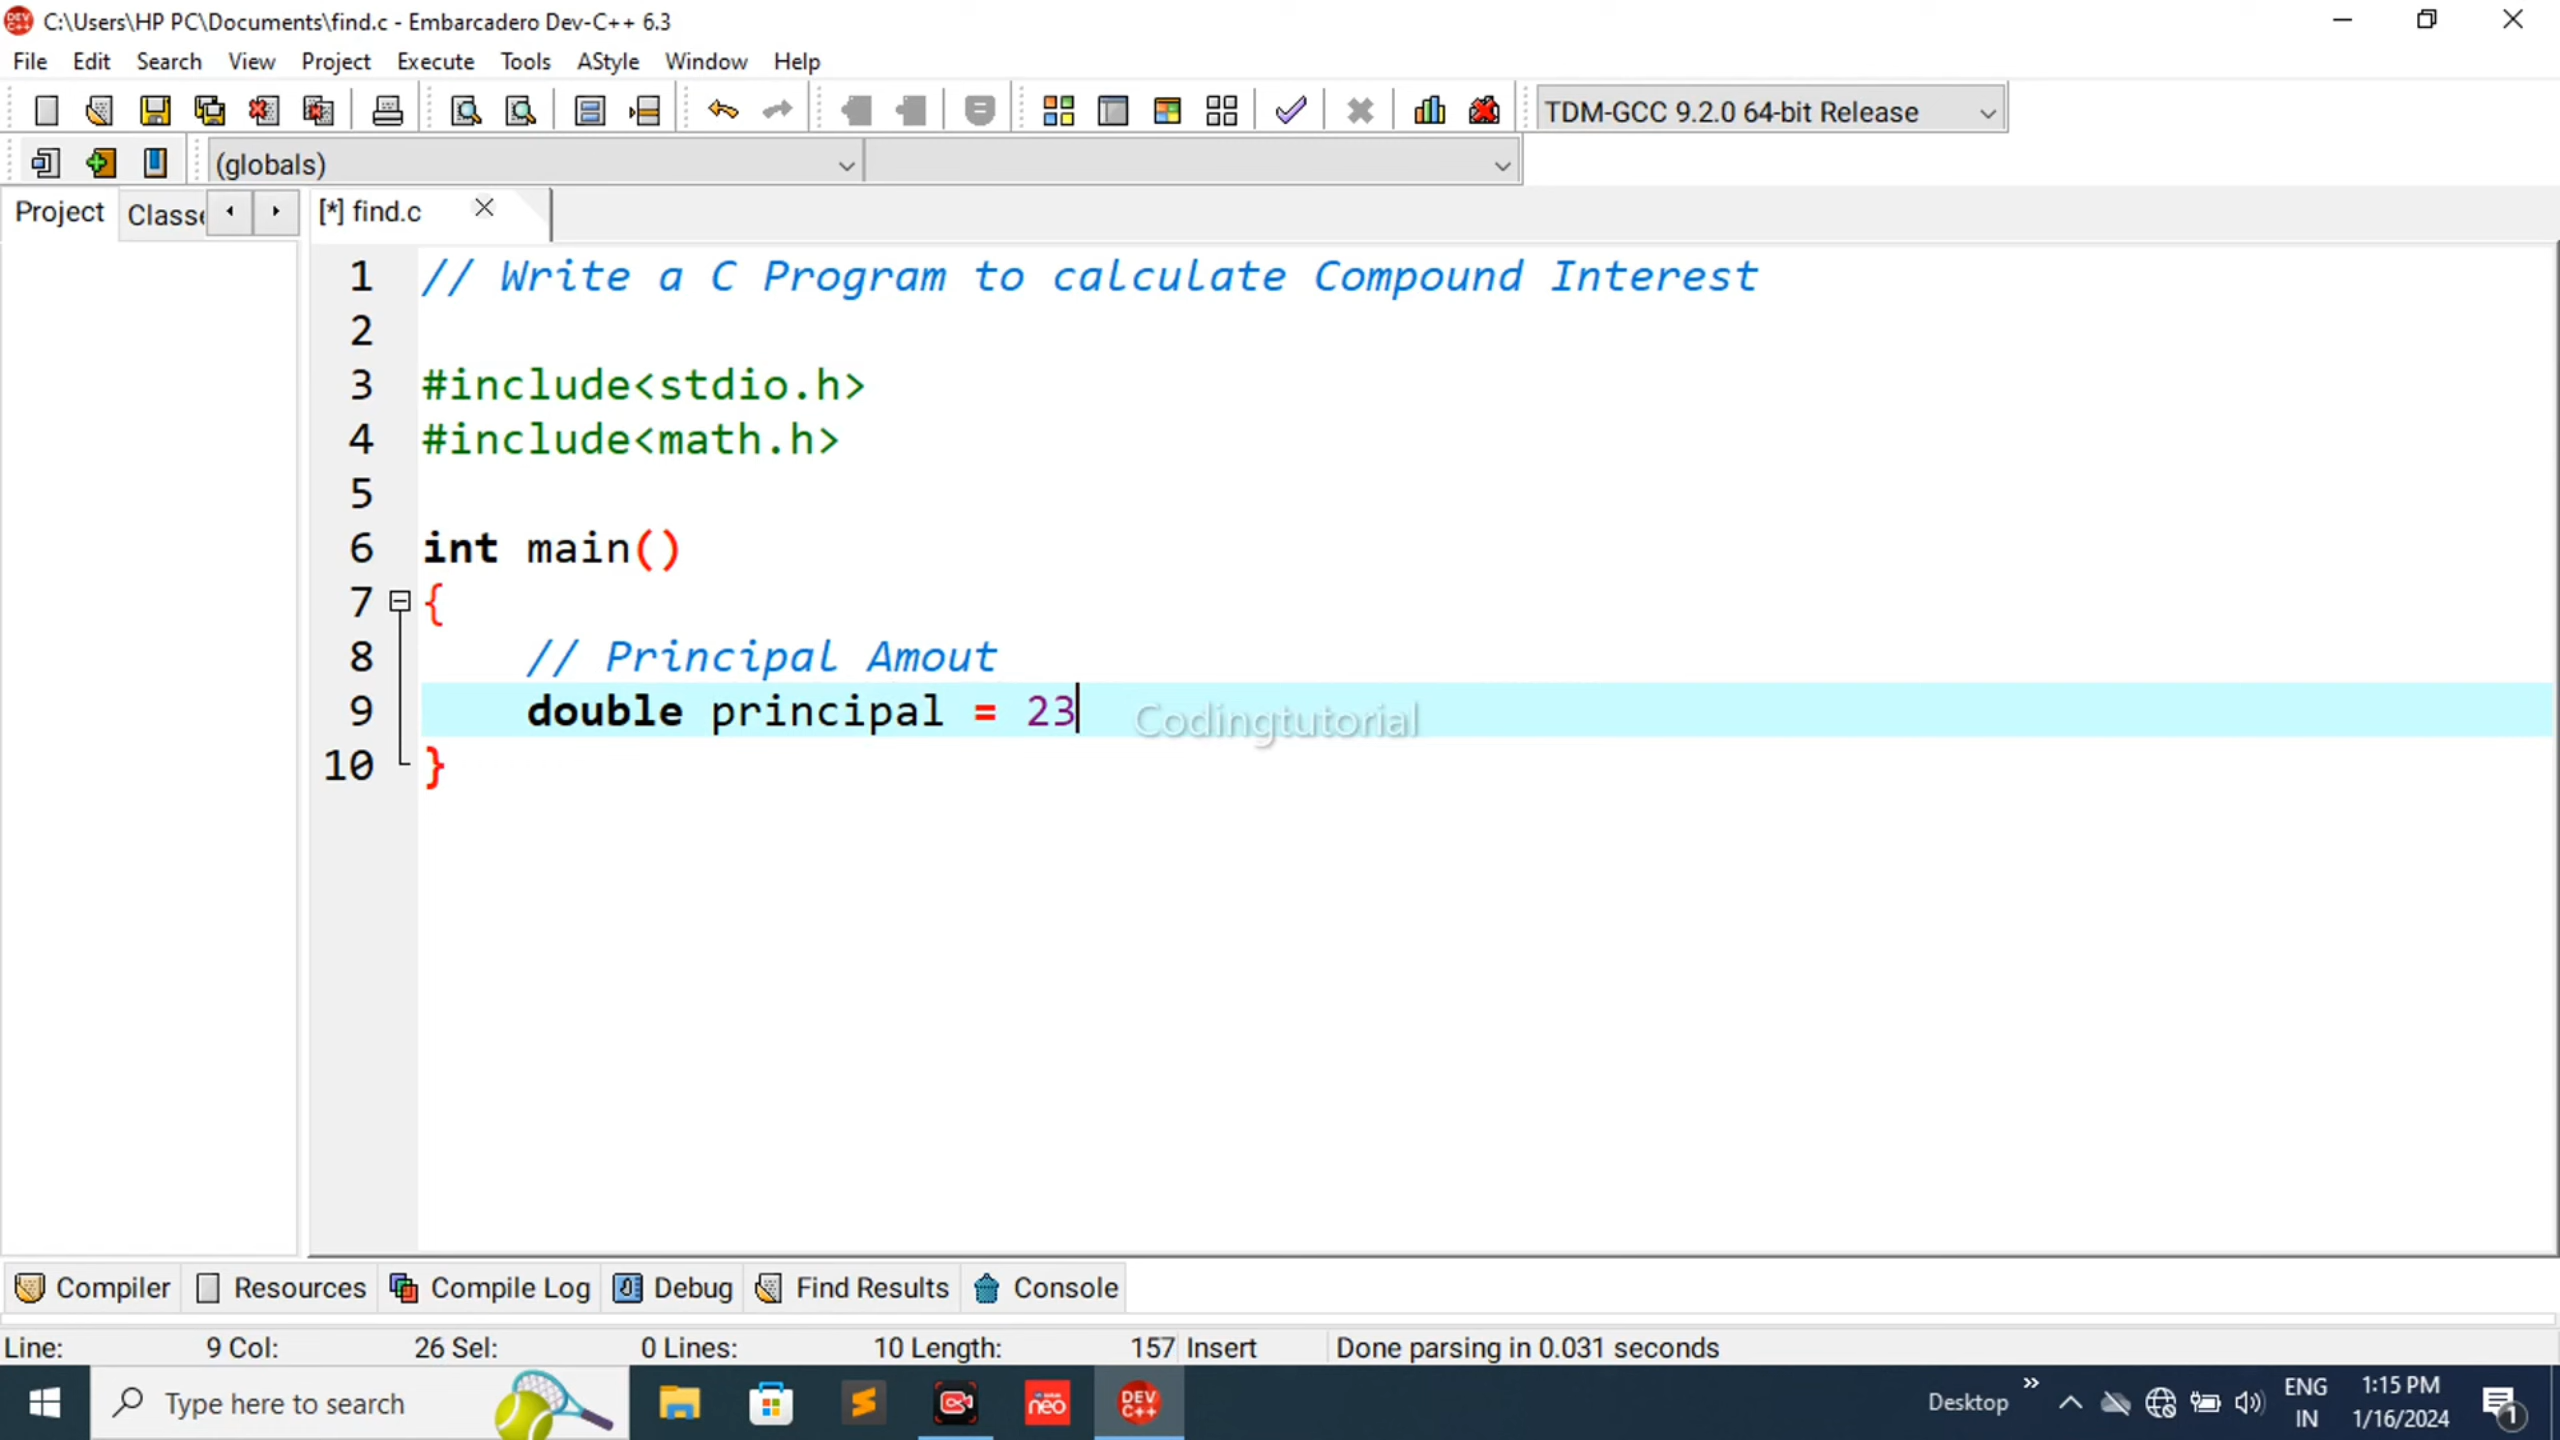 C:\Users\HP PC\Documents\find.c - Embarcadero Dev-C++ 6.3
File Edit Search View Project Execute Tools AStyle Window Help
TDM-GCC 9.2.0 64-bit Release
(globals)
Project Classe [*] find.c
1 // Write a C Program to calculate Compound Interest
2
3 #include<stdio.h>
4 #include<math.h>
5
6 int main()
7 {
8 // Principal Amout
9 double principal = 23
Codingtutorial
10 }
Compiler Resources Compile Log Debug Find Results Console
Line: 9 Col: 26 Sel: 0 Lines: 10 Length: 157 Insert Done parsing in 0.031 seconds
Type here to search
neo
DEV C++
Desktop
ENG
IN
1:15 PM
1/16/2024
1